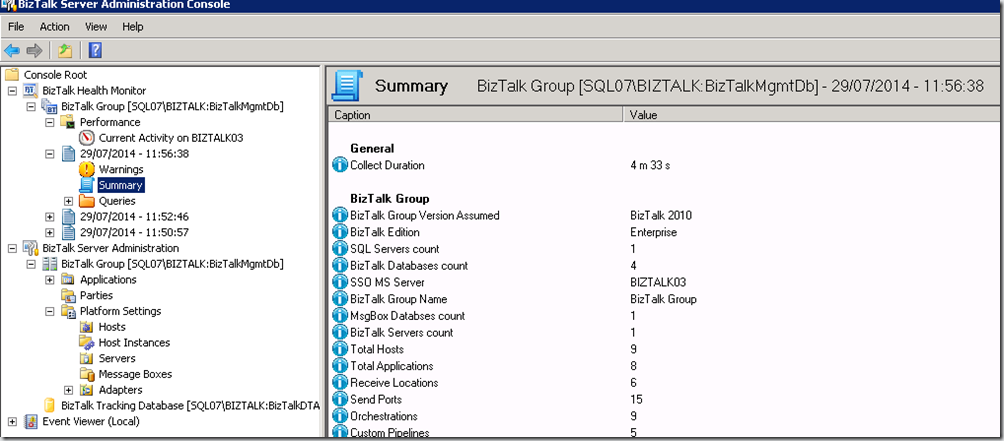 BizTalk Server Administration Console
File Action View Help
Console Root
BizTalk Health Monitor
BizTalk Group [SQL07\BIZTALK:BizTalkMgmtDb]
Performance
Current Activity on BIZTALK03
29/07/2014 - 11:56:38
Warnings
Summary
Queries
29/07/2014 - 11:52:46
29/07/2014 - 11:50:57
BizTalk Server Administration
BizTalk Group [SQL07\BIZTALK:BizTalkMgmtDb]
Applications
Parties
Platform Settings
Hosts
Host Instances
Servers
Message Boxes
Adapters
BizTalk Tracking Database [SQL07\BIZTALK:BizTalkDTA
Event Viewer (Local)
Summary BizTalk Group [SQL07\BIZTALK:BizTalkMgmtDb] - 29/07/2014 - 11:56:38
Caption Value
General
Collect Duration 4 m 33 s
BizTalk Group
BizTalk Group Version Assumed BizTalk 2010
BizTalk Edition Enterprise
SQL Servers count 1
BizTalk Databases count 4
SSO MS Server BIZTALK03
BizTalk Group Name BizTalk Group
MsgBox Databses count 1
BizTalk Servers count 1
Total Hosts 9
Total Applications 8
Receive Locations 6
Send Ports 15
Orchestrations 9
Custom Pipelines 5